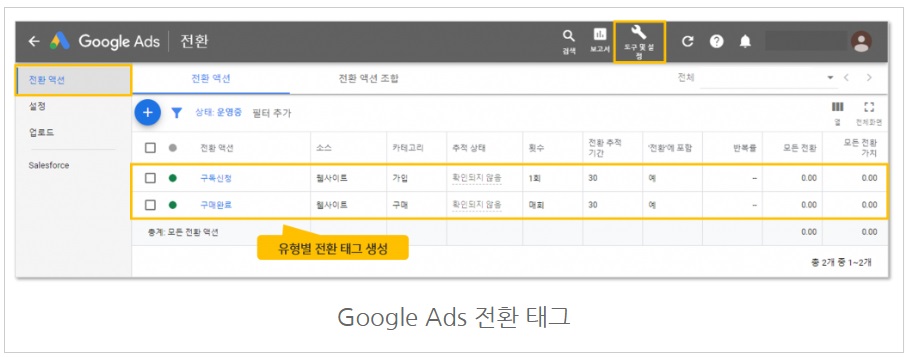 Google Ads 전환
검색
보고서
도구 및 설정
전환 액션
설정
업로드
Salesforce
전환 액션 전환 액션 조합 전체
상태: 운영중 필터 추가
열 전체화면
전환 액션 소스 카테고리 추적 상태 횟수 전환 추적 기간 '전환'에 포함 반복율 모든 전환 모든 전환 가치
구독신청 웹사이트 가입 확인되지 않음 1회 30 예 – 0.00 0.00
구매완료 웹사이트 구매 확인되지 않음 매회 30 예 – 0.00 0.00
총계: 모든 전환 액션 0.00 0.00
유형별 전환 태그 생성
총 2개 중 1~2개
Google Ads 전환 태그